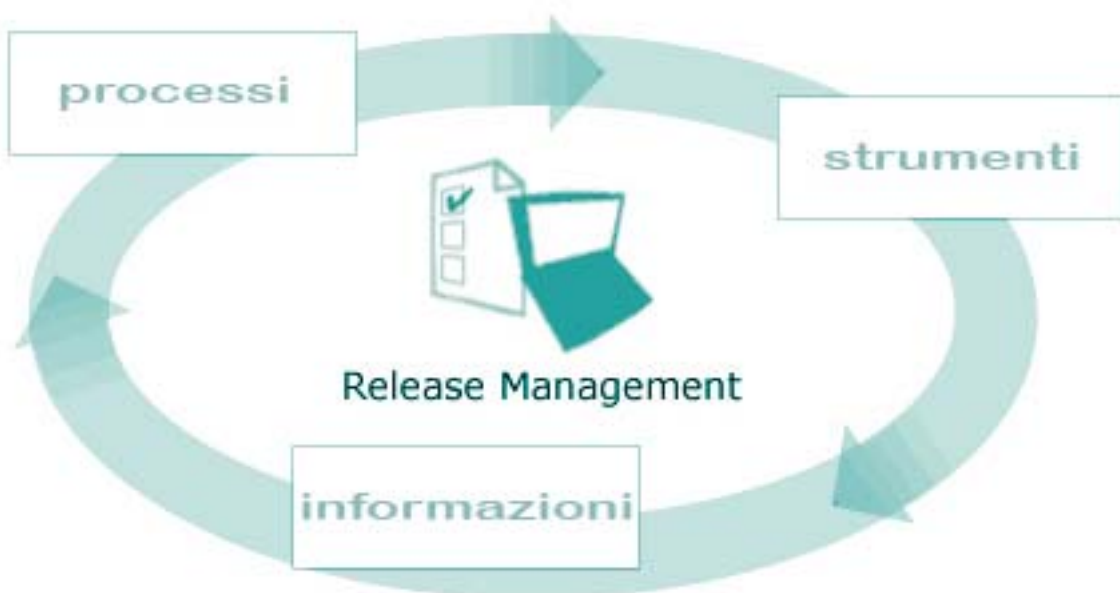 processi
strumenti
Release Management
informazioni